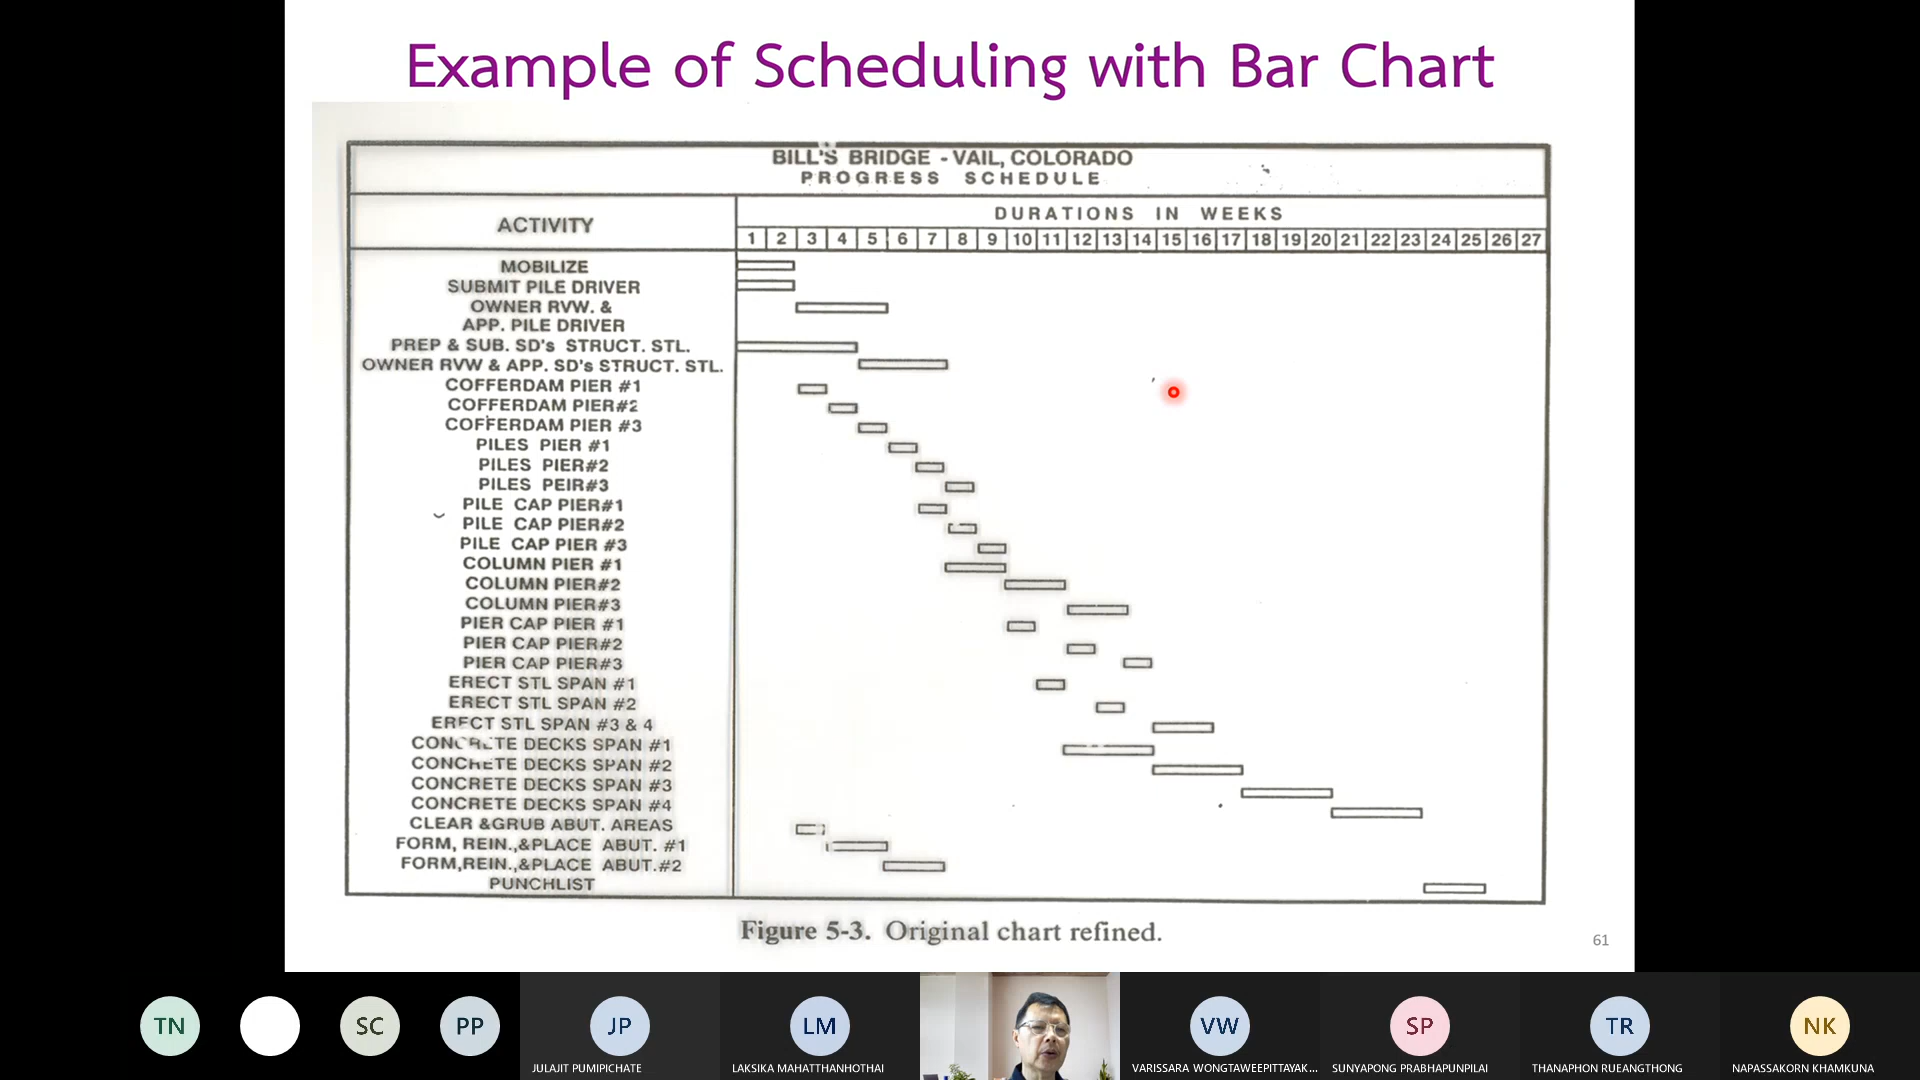 Example of Scheduling with Bar Chart
BILL'S BRIDGE - VAIL, COLORADO
PROGRESS SCHEDULE
ACTIVITY
DURATIONS IN WEEKS
1 2 3 4 5 6 7 8 9 10 11 12 13 14 15 16 17 18 19 20 21 22 23 24 25 26 27
MOBILIZE
SUBMIT PILE DRIVER
OWNER RVW. &
APP. PILE DRIVER
PREP & SUB. SD's STRUCT. STL.
OWNER RVW & APP. SD's STRUCT. STL.
COFFERDAM PIER #1
COFFERDAM PIER#2
COFFERDAM PIER #3
PILES PIER #1
PILES PIER#2
PILES PEIR#3
PILE CAP PIER#1
PILE CAP PIER#2
PILE CAP PIER #3
COLUMN PIER #1
COLUMN PIER#2
COLUMN PIER#3
PIER CAP PIER #1
PIER CAP PIER#2
PIER CAP PIER#3
ERECT STL SPAN #1
ERECT STL SPAN #2
ERECT STL SPAN #3 & 4
CONCRETE DECKS SPAN #1
CONCRETE DECKS SPAN #2
CONCRETE DECKS SPAN #3
CONCRETE DECKS SPAN #4
CLEAR &GRUB ABUT. AREAS
FORM, REIN.,&PLACE ABUT. #1
FORM,REIN.,&PLACE ABUT.#2
PUNCHLIST
Figure 5-3. Original chart refined.
61
TN
SC
PP
JP
LM
VW
SP
TR
NK
JULAJIT PUMIPICHATE
LAKSIKA MAHATTHANHOTHAI
VARISSARA WONGTAWEEPITTAYAK...
SUNYAPONG PRABHAPUNPILAI
THANAPHON RUEANGTHONG
NAPASSAKORN KHAMKUNA